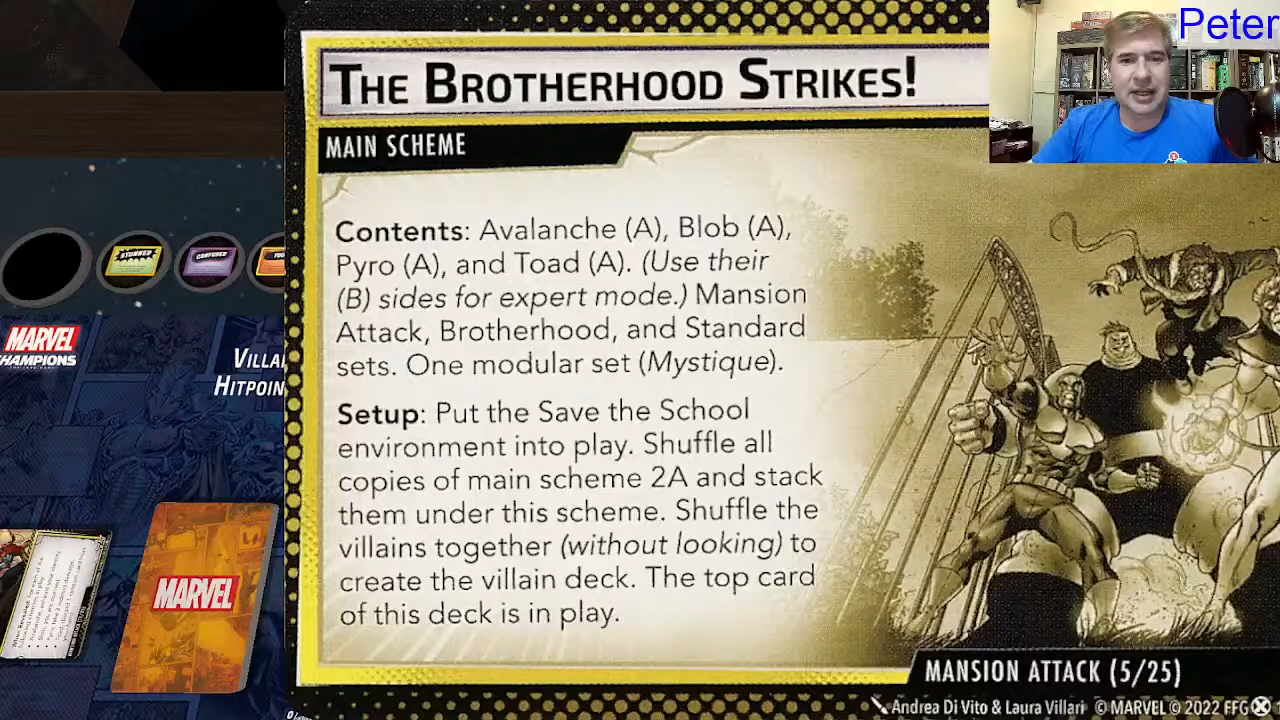 Peter
THE BROTHERHOOD STRIKES!
MAIN SCHEME
Contents: Avalanche (A), Blob (A),
Pyro (A), and Toad (A). (Use their
(B) sides for expert mode.) Mansion
Attack, Brotherhood, and Standard
sets. One modular set (Mystique).
Setup: Put the Save the School
environment into play. Shuffle all
copies of main scheme 2A and stack
them under this scheme. Shuffle the
villains together (without looking) to
create the villain deck. The top card
of this deck is in play.
MANSION ATTACK (5/25)
Andrea Di Vito & Laura Villari © MARVEL © 2022 FFG
STUNNED
CONFUSED
MARVEL
CHAMPIONS
HITPOIN
MARVEL